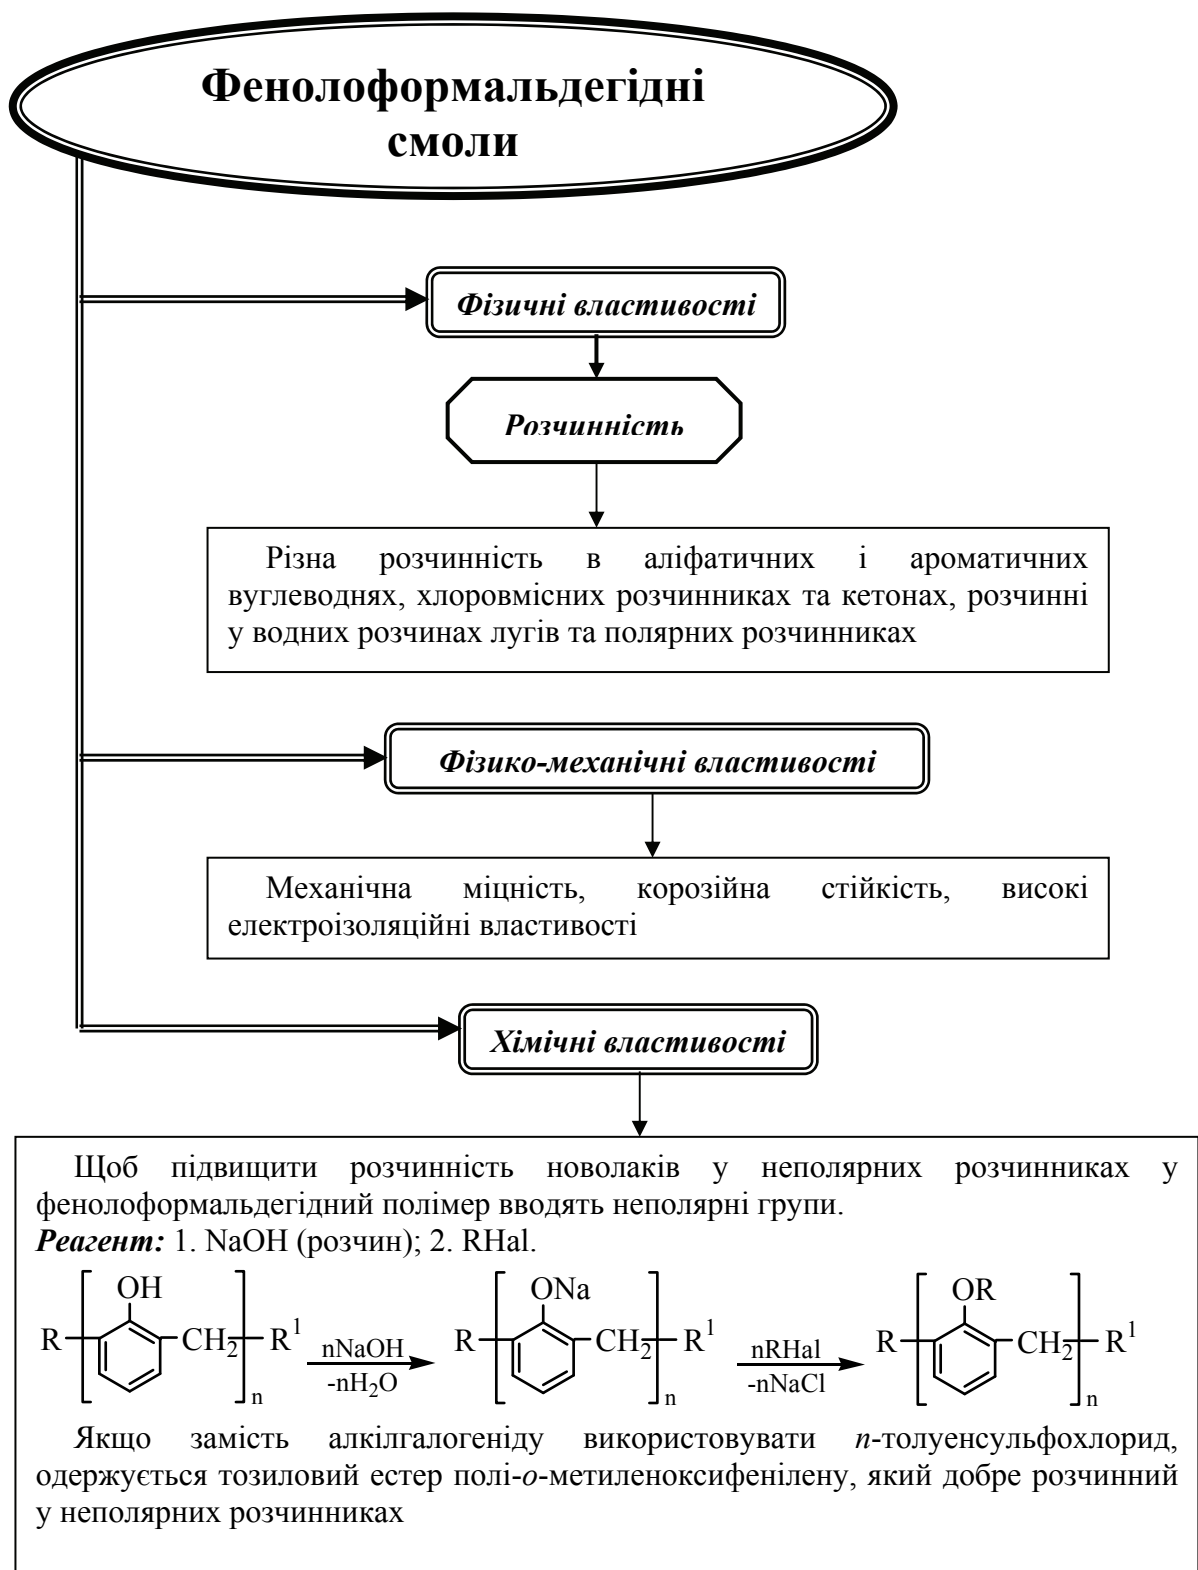 Фенолоформальдегідні
смоли
Фізичні властивості
Розчинність
Різна розчинність в аліфатичних і ароматичних
вуглеводнях, хлоровмісних розчинниках та кетонах, розчинні
у водних розчинах лугів та полярних розчинниках
Фізико-механічні властивості
Механічна міцність, корозійна стійкість, високі
електроізоляційні властивості
Хімічні властивості
Щоб підвищити розчинність новолаків у неполярних розчинниках у
фенолоформальдегідний полімер вводять неполярні групи.
Реагент: 1. NaOH (розчин); 2. RHal.
OH
R CH2 R1
n
nNaOH
-nH2O
ONa
R CH2 R1
n
nRHal
-nNaCl
OR
R CH2 R1
n
Якщо замість алкілгалогеніду використовувати п-толуенсульфохлорид,
одержується тозиловий естер полі-о-метиленоксифенілену, який добре розчинний
у неполярних розчинниках